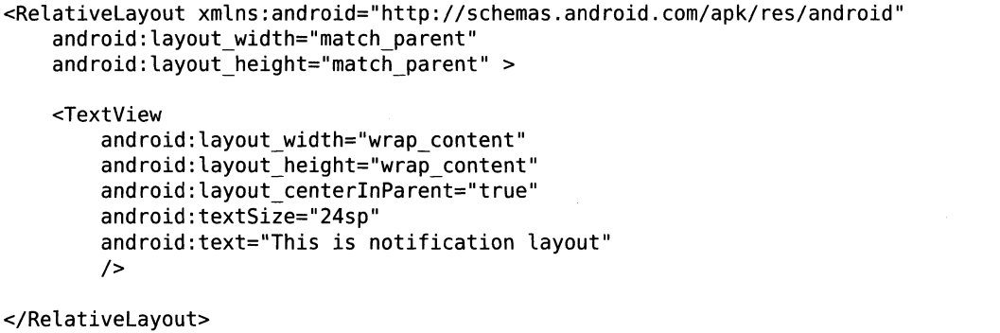 <RelativeLayout xmlns:android="http://schemas.android.com/apk/res/android"
    android:layout_width="match_parent"
    android:layout_height="match_parent" >

    <TextView
        android:layout_width="wrap_content"
        android:layout_height="wrap_content"
        android:layout_centerInParent="true"
        android:textSize="24sp"
        android:text="This is notification layout"
        />

</RelativeLayout>